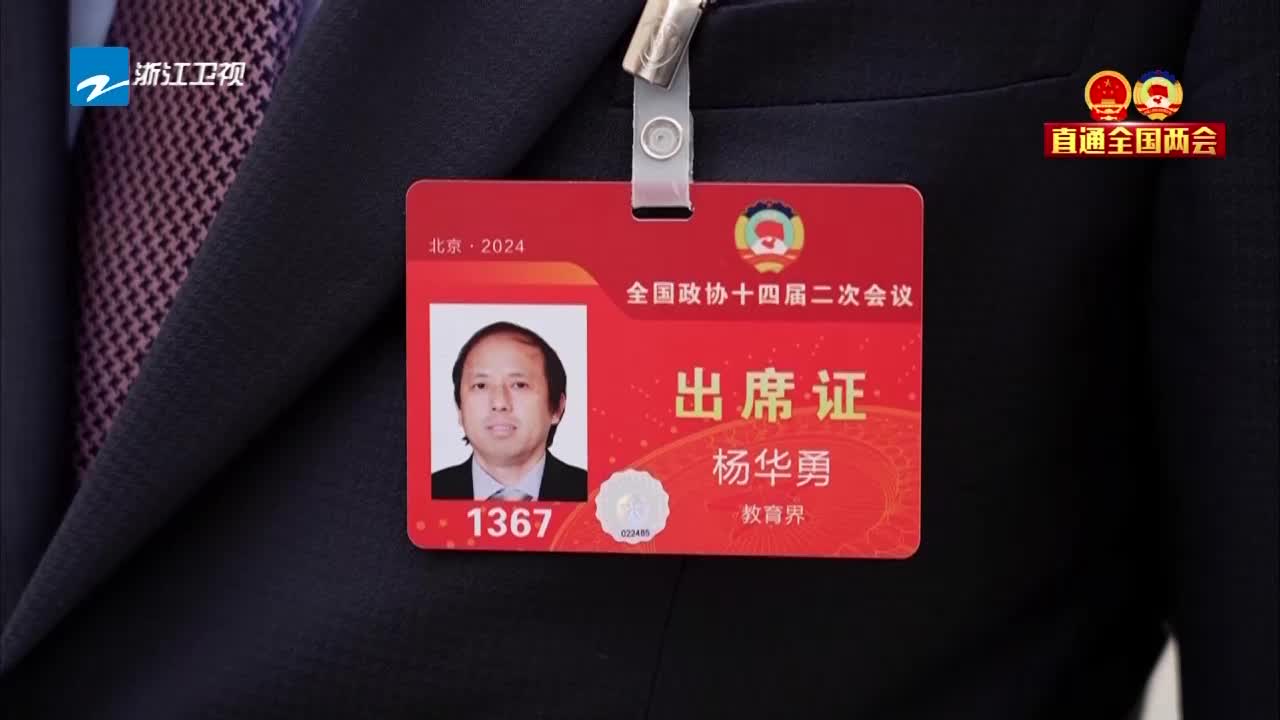 浙江卫视
直通全国两会
北京·2024
全国政协十四届二次会议
出席证
杨华勇
教育界
1367
022485